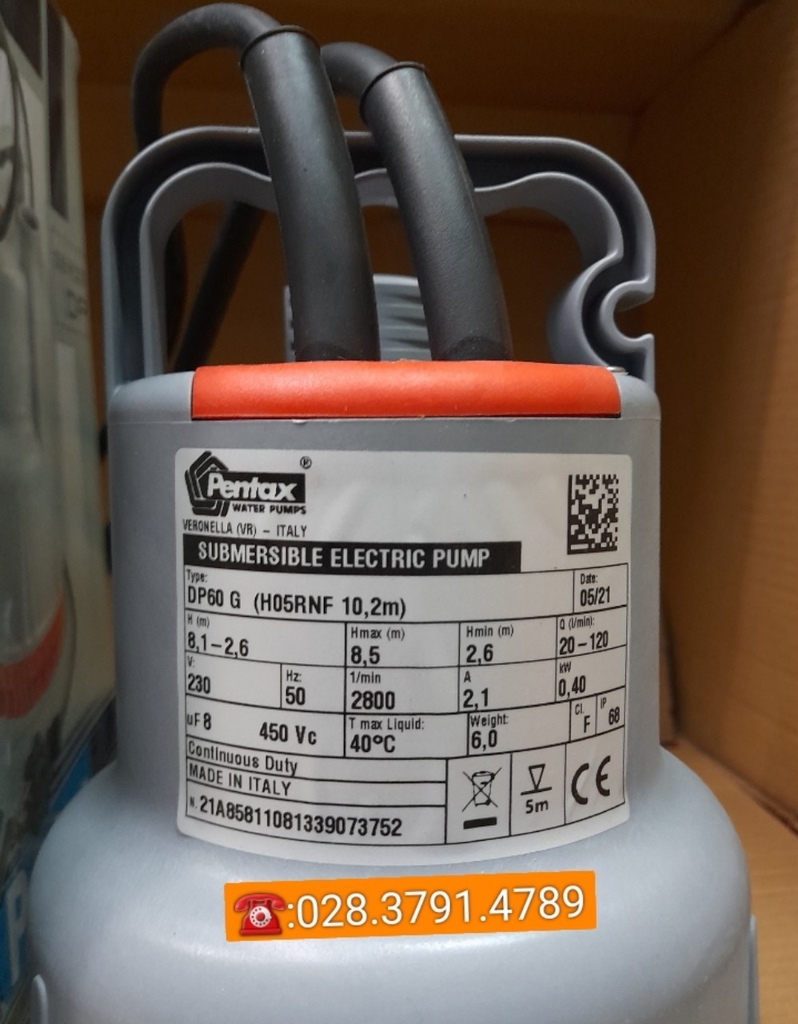 Pentax ®
WATER PUMPS
VERONELLA (VR) - ITALY
SUBMERSIBLE ELECTRIC PUMP
Type: Date:
DP60 G (H05RNF 10,2m) 05/21
H (m) Hmax (m) Hmin (m) Q (l/min):
8,1-2,6 8,5 2,6 20-120
V: Hz: 1/min A kW
230 50 2800 2,1 0,40
uF 8 450 Vc T max Liquid: Weight: Cl. IP
40°C 6,0 F 68
Continuous Duty
MADE IN ITALY
N. 21A85811081339073752
5m
CE
☎:028.3791.4789